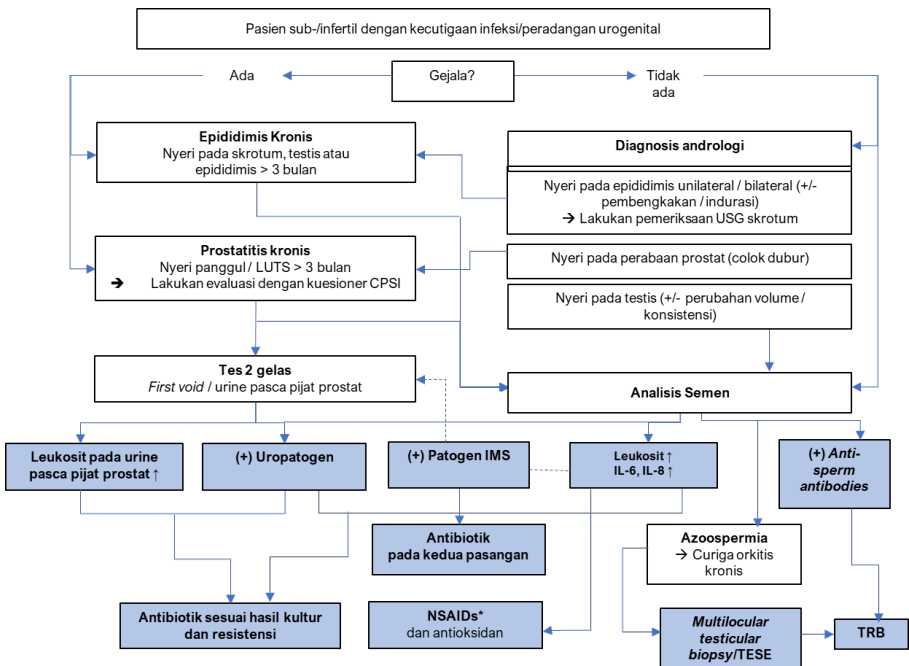 Pasien sub-/infertil dengan kecutigaan infeksi/peradangan urogenital
Ada
Gejala?
Tidak
ada
Epididimis Kronis
Nyeri pada skrotum, testis atau
epididimis > 3 bulan
Diagnosis andrologi
Nyeri pada epididimis unilateral / bilateral (+/-
pembengkakan / indurasi)
→ Lakukan pemeriksaan USG skrotum
Prostatitis kronis
Nyeri panggul / LUTS > 3 bulan
➔ Lakukan evaluasi dengan kuesioner CPSI
Nyeri pada perabaan prostat (colok dubur)
Nyeri pada testis (+/- perubahan volume /
konsistensi)
Tes 2 gelas
First void / urine pasca pijat prostat
Analisis Semen
Leukosit pada urine
pasca pijat prostat ↑
(+) Uropatogen
(+) Patogen IMS
Leukosit ↑
IL-6, IL-8 ↑
(+) Anti-
sperm
antibodies
Antibiotik
pada kedua pasangan
Azoospermia
→ Curiga orkitis
kronis
Antibiotik sesuai hasil kultur
dan resistensi
NSAIDs*
dan antioksidan
Multilocular
testicular
biopsy/TESE
TRB